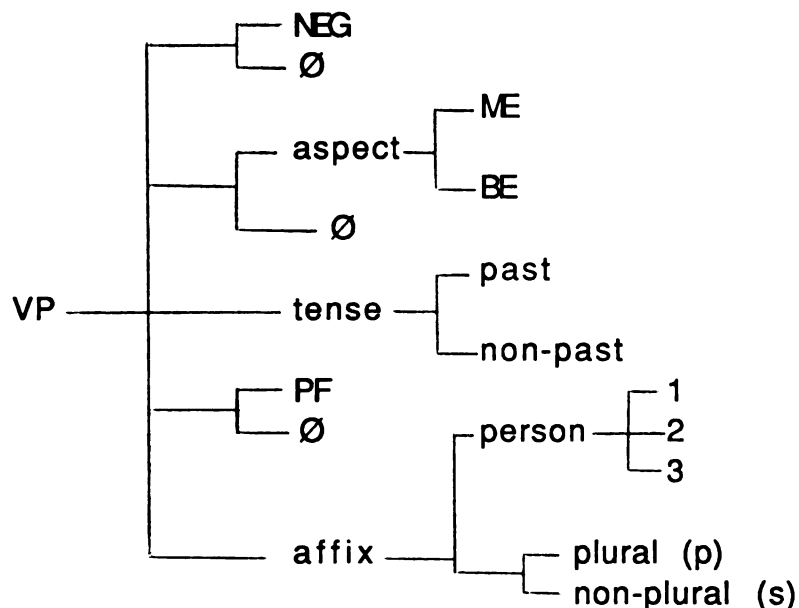 NEG
Ø
aspect
ME
BE
Ø
VP
tense
past
non-past
PF
Ø
person
1
2
3
affix
plural (p)
non-plural (s)